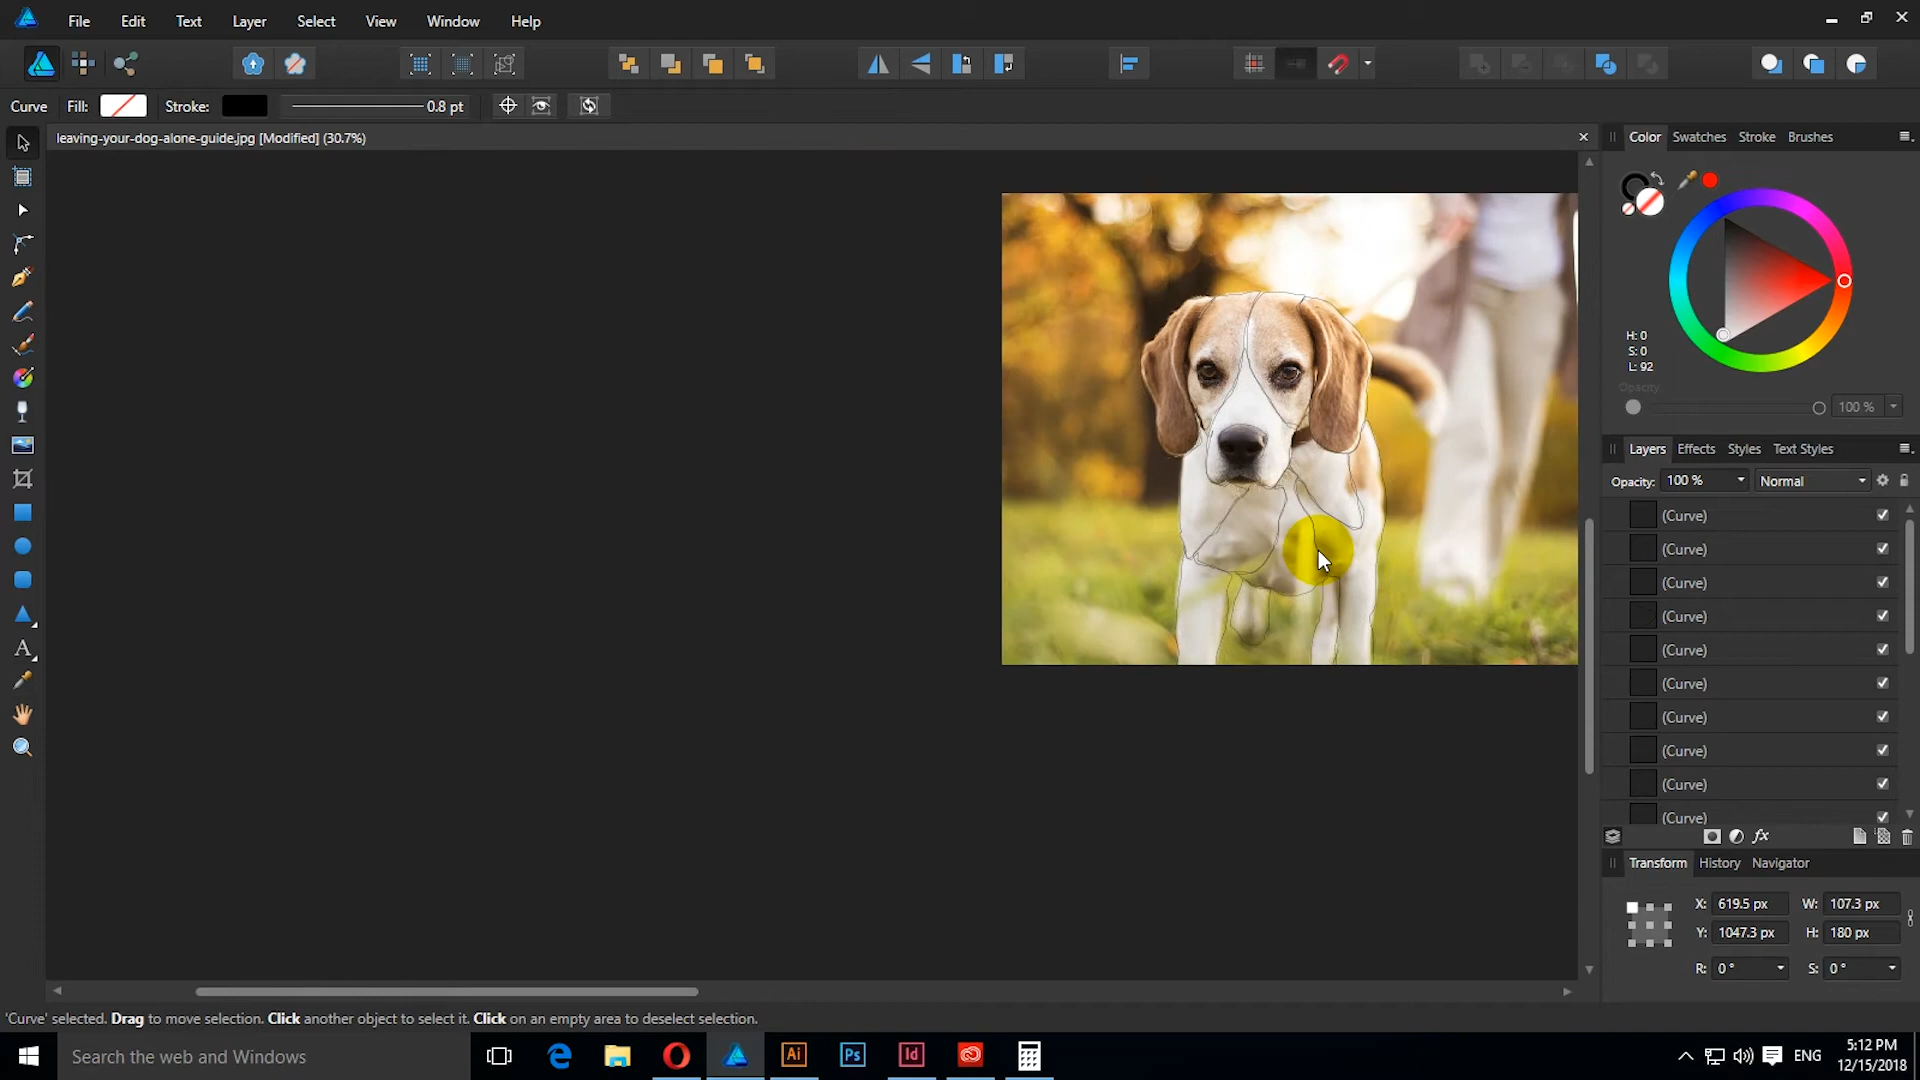 File Edit Text Layer Select View Window Help
Curve Fill: Stroke: 0.8 pt
leaving-your-dog-alone-guide.jpg [Modified] (30.7%)
Color Swatches Stroke Brushes
H: 0
S: 0
L: 92
Opacity
100 %
Layers Effects Styles Text Styles
Opacity: 100 % Normal
(Curve)
(Curve)
(Curve)
(Curve)
(Curve)
(Curve)
(Curve)
(Curve)
(Curve)
(Curve)
fx
Transform History Navigator
X: 619.5 px W: 107.3 px
Y: 1047.3 px H: 180 px
R: 0° S: 0°
'Curve' selected. Drag to move selection. Click another object to select it. Click on an empty area to deselect selection.
Search the web and Windows
Ai Ps Id
ENG
5:12 PM
12/15/2018